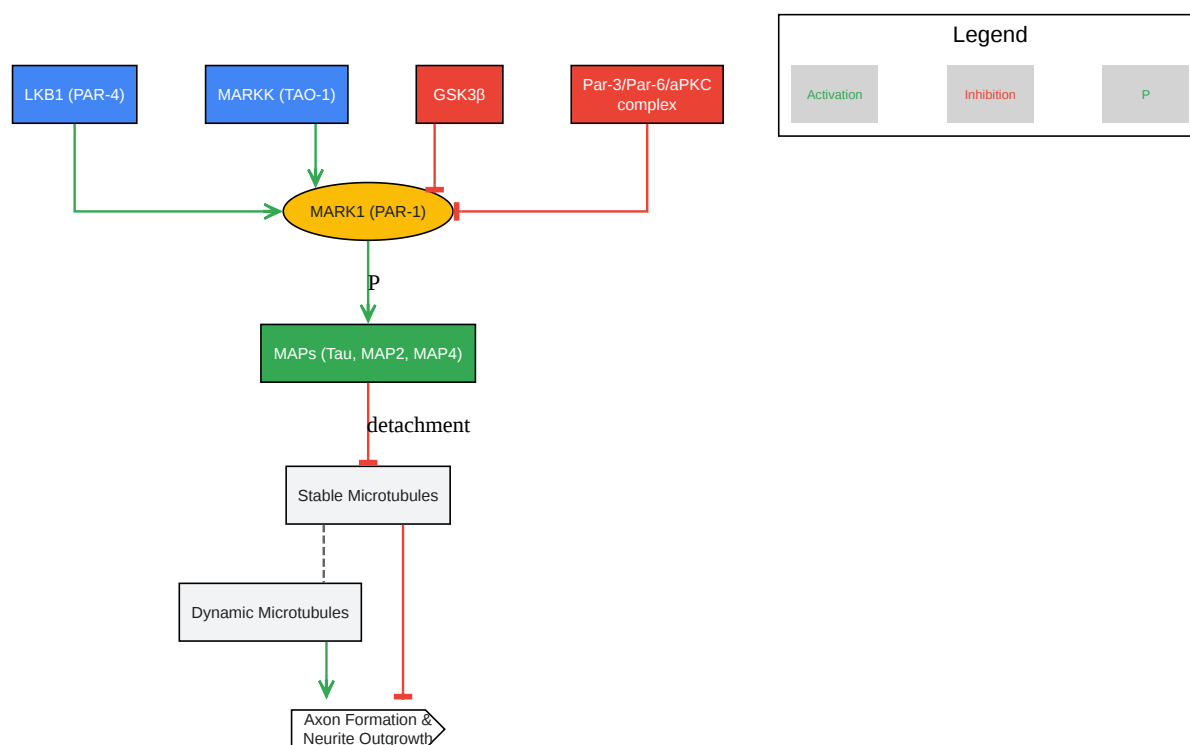 Legend
LKB1 (PAR-4)
MARKK (TAO-1)
GSK3β
Par-3/Par-6/aPKC
complex
Activation
Inhibition
P
MARK1 (PAR-1)
P
MAPs (Tau, MAP2, MAP4)
detachment
Stable Microtubules
Dynamic Microtubules
Axon Formation &
Neurite Outgrowth